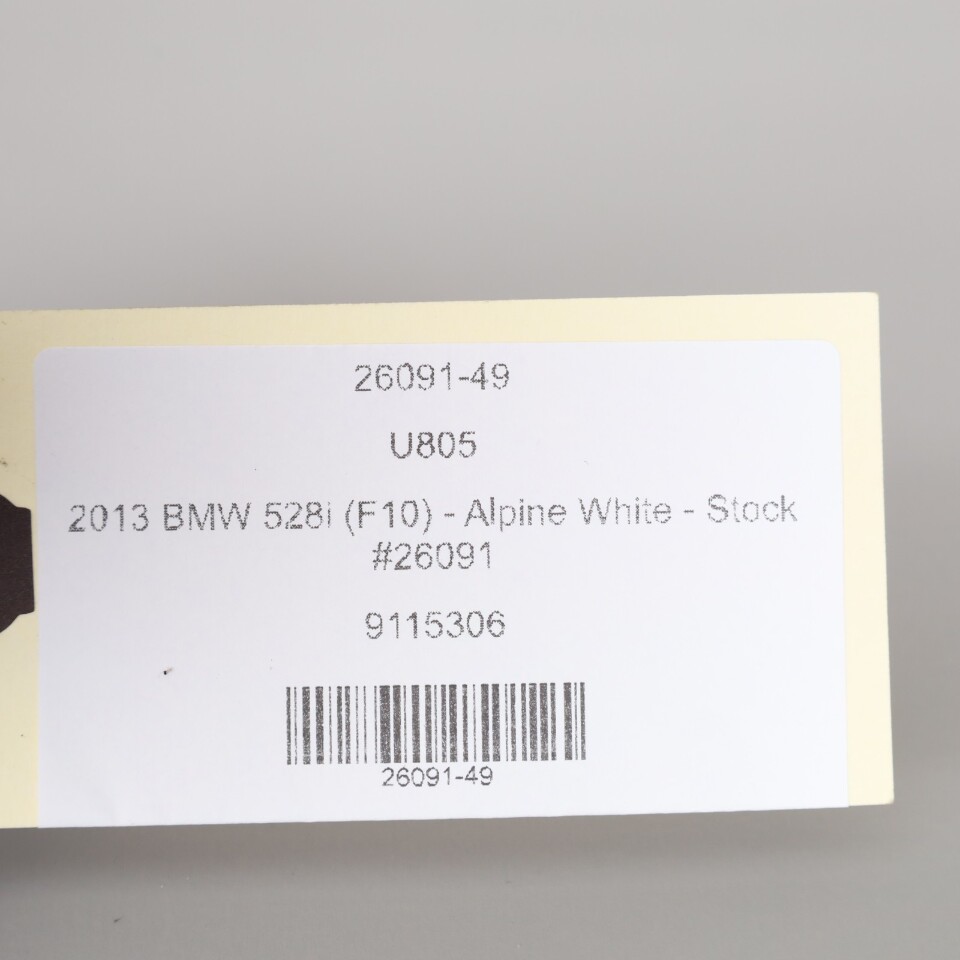 26091-49
U805
2013 BMW 528i (F10) - Alpine White - Stock
#26091
9115306
26091-49